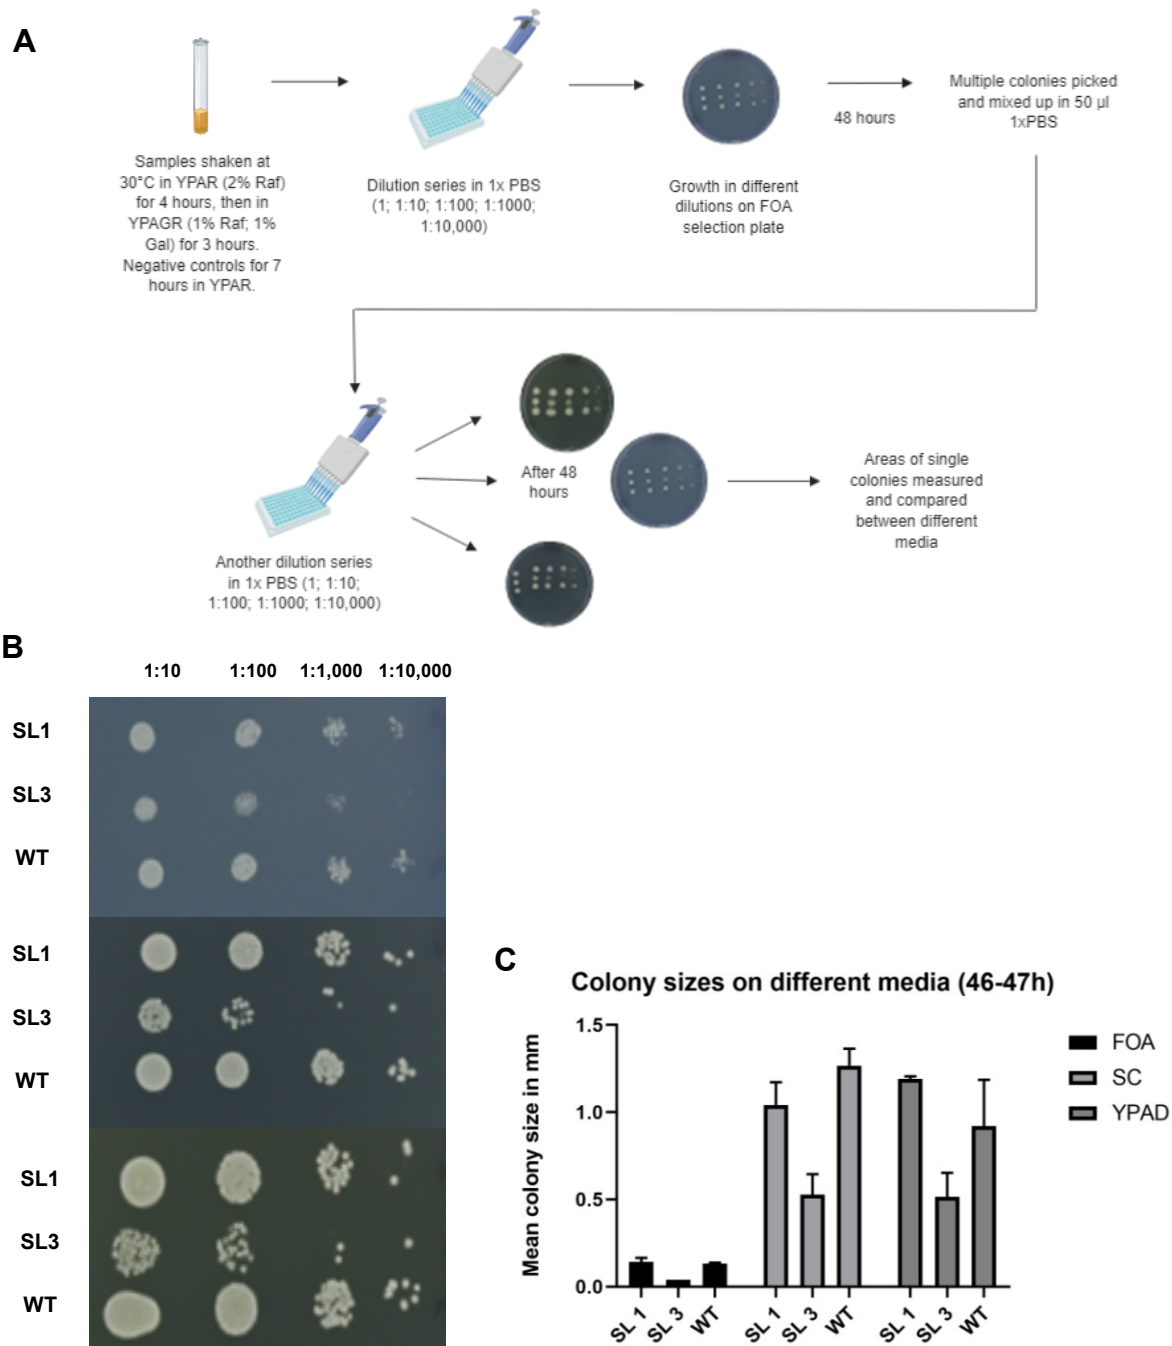 A
Samples shaken at
30°C in YPAR (2% Raf)
for 4 hours, then in
YPAGR (1% Raf; 1%
Gal) for 3 hours.
Negative controls for 7
hours in YPAR.
Dilution series in 1x PBS
(1; 1:10; 1:100; 1:1000;
1:10,000)
Growth in different
dilutions on FOA
selection plate
48 hours
Multiple colonies picked
and mixed up in 50 µl
1xPBS
Another dilution series
in 1x PBS (1; 1:10;
1:100; 1:1000; 1:10,000)
After 48
hours
Areas of single
colonies measured
and compared
between different
media
B
1:10 1:100 1:1,000 1:10,000
SL1
SL3
WT
SL1
SL3
WT
SL1
SL3
WT
C
Colony sizes on different media (46-47h)
Mean colony size in mm
1.5
1.0
0.5
0.0
SL 1 SL 3 WT SL 1 SL 3 WT SL 1 SL 3 WT
FOA
SC
YPAD